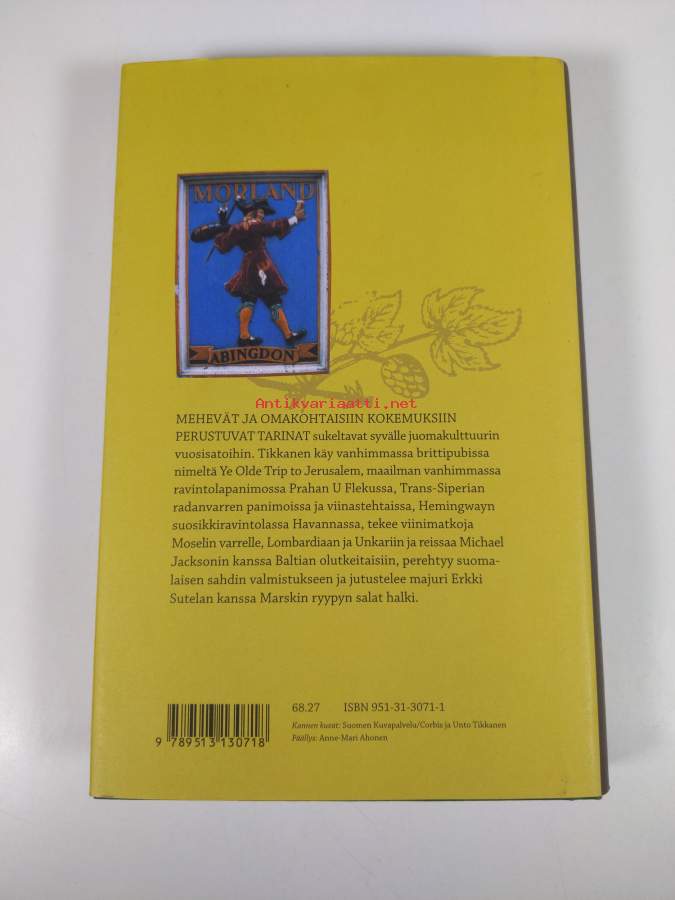 MORLAND
ABINGDON
Antikvariaatti.net
MEHEVÄT JA OMAKOHTAISIIN KOKEMUKSIIN
PERUSTUVAT TARINAT sukeltavat syvälle juomakulttuurin
vuosisatoihin. Tikkanen käy vanhimmassa brittipubissa
nimeltä Ye Olde Trip to Jerusalem, maailman vanhimmassa
ravintolapanimossa Prahan U Flekussa, Trans-Siperian
radanvarren panimoissa ja viinastehtaissa, Hemingwayn
suosikkiravintolassa Havannassa, tekee viinimatkoja
Moselin varrelle, Lombardiaan ja Unkariin ja reissaa Michael
Jacksonin kanssa Baltian olutkeitaisiin, perehtyy suoma-
laisen sahdin valmistukseen ja jutustelee majuri Erkki
Sutelan kanssa Marskin ryypyn salat halki.
68.27 ISBN 951-31-3071-1
Kannen kuvat: Suomen Kuvapalvelu/Corbis ja Unto Tikkanen
Päällys: Anne-Mari Ahonen
9 789513 130718